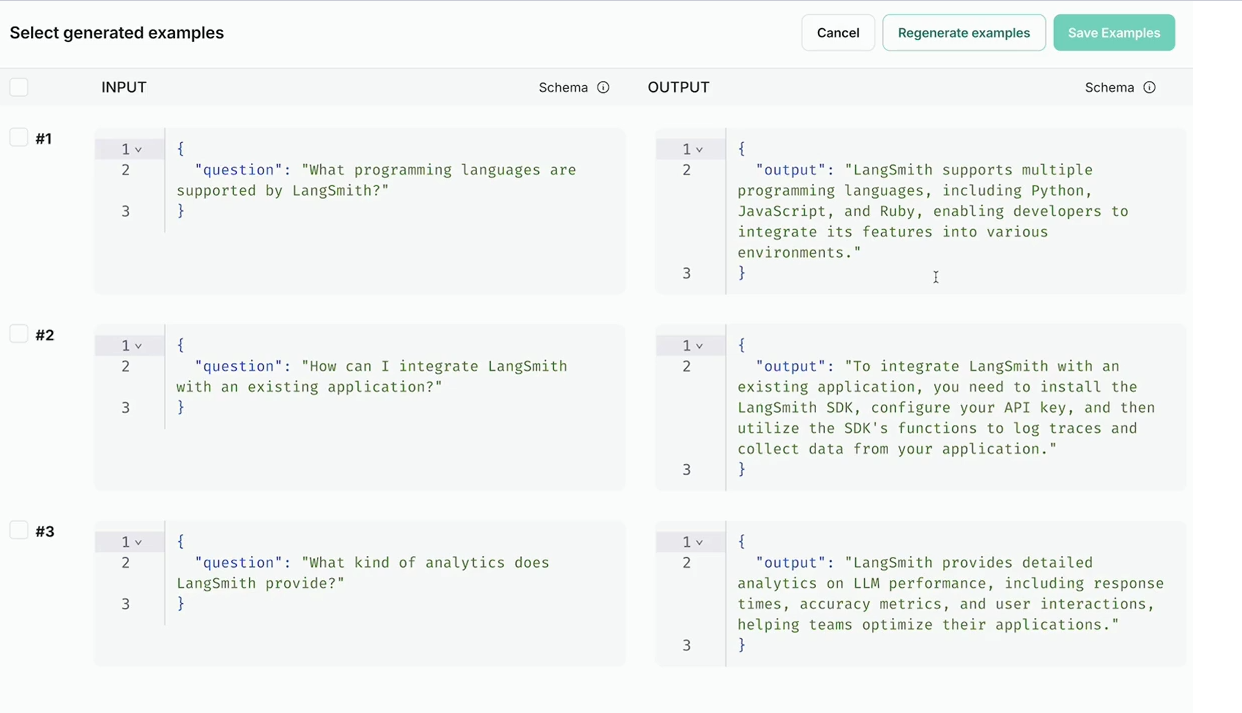 Select generated examples
Cancel
Regenerate examples
Save Examples
INPUT
Schema
OUTPUT
Schema
#1
1 {
2 "question": "What programming languages are
supported by LangSmith?"
3 }
1 {
2 "output": "LangSmith supports multiple
programming languages, including Python,
JavaScript, and Ruby, enabling developers to
integrate its features into various
environments."
3 }
#2
1 {
2 "question": "How can I integrate LangSmith
with an existing application?"
3 }
1 {
2 "output": "To integrate LangSmith with an
existing application, you need to install the
LangSmith SDK, configure your API key, and then
utilize the SDK's functions to log traces and
collect data from your application."
3 }
#3
1 {
2 "question": "What kind of analytics does
LangSmith provide?"
3 }
1 {
2 "output": "LangSmith provides detailed
analytics on LLM performance, including response
times, accuracy metrics, and user interactions,
helping teams optimize their applications."
3 }